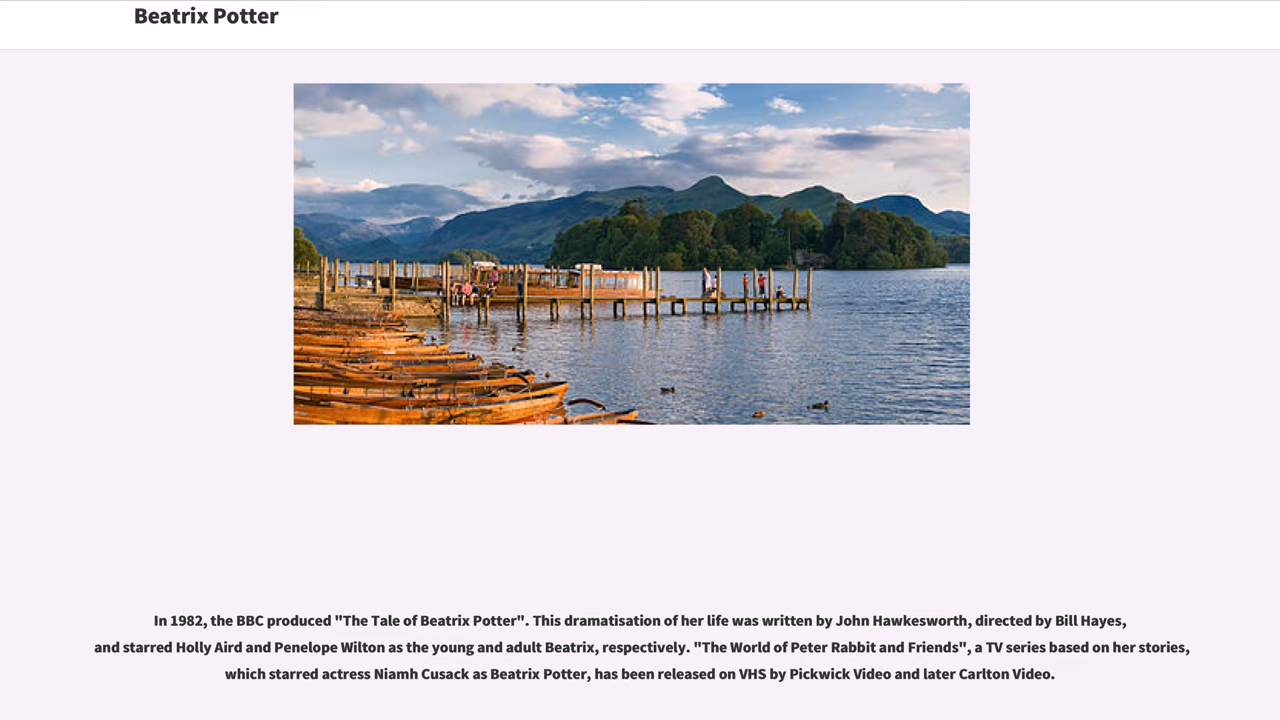 Beatrix Potter
In 1982, the BBC produced "The Tale of Beatrix Potter". This dramatisation of her life was written by John Hawkesworth, directed by Bill Hayes,
and starred Holly Aird and Penelope Wilton as the young and adult Beatrix, respectively. "The World of Peter Rabbit and Friends", a TV series based on her stories,
which starred actress Niamh Cusack as Beatrix Potter, has been released on VHS by Pickwick Video and later Carlton Video.